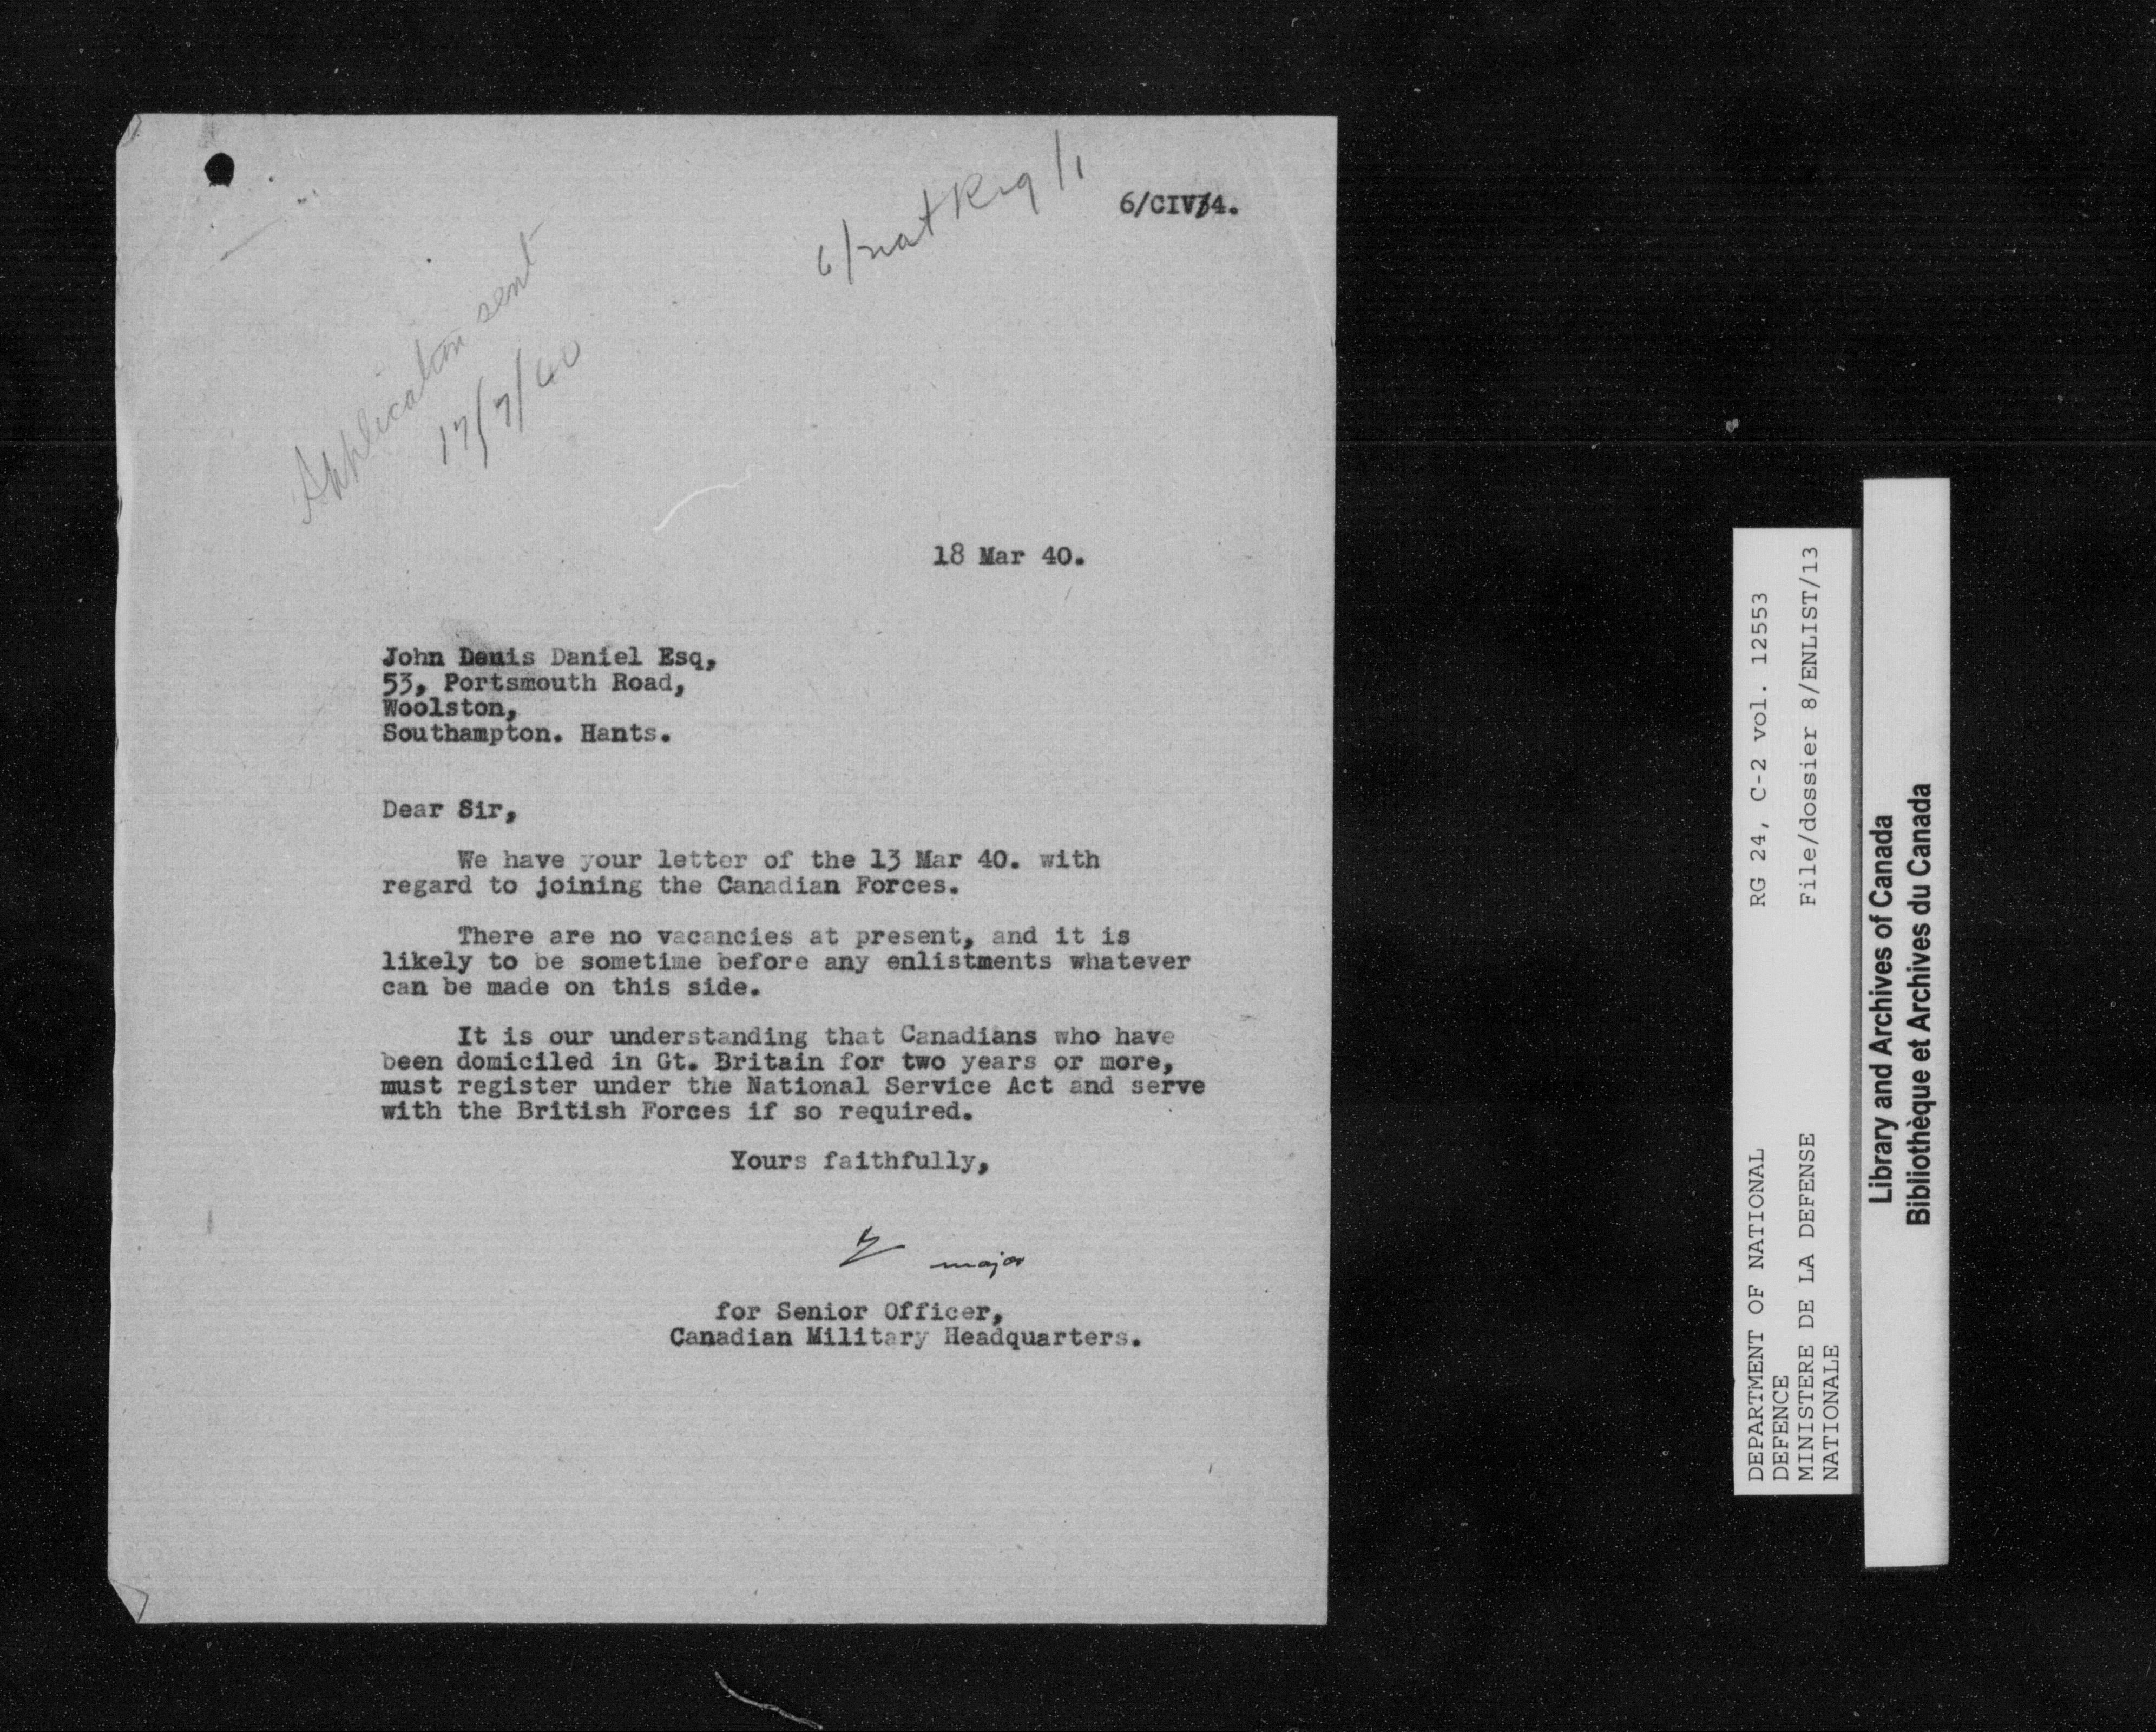 6/CIV/4.
6/nat Reg 1/1
Application sent
17/7/40
18 Mar 40.
John Denis Daniel Esq,
53, Portsmouth Road,
Woolston,
Southampton. Hants.
Dear Sir,
We have your letter of the 13 Mar 40. with
regard to joining the Canadian Forces.
There are no vacancies at present, and it is
likely to be sometime before any enlistments whatever
can be made on this side.
It is our understanding that Canadians who have
been domiciled in Gt. Britain for two years or more,
must register under the National Service Act and serve
with the British Forces if so required.
Yours faithfully,
major
for Senior Officer,
Canadian Military Headquarters.
DEPARTMENT OF NATIONAL
DEFENCE
MINISTERE DE LA DEFENSE
NATIONALE
RG 24, C-2 vol. 12553
File/dossier 8/ENLIST/13
Library and Archives of Canada
Bibliothèque et Archives du Canada